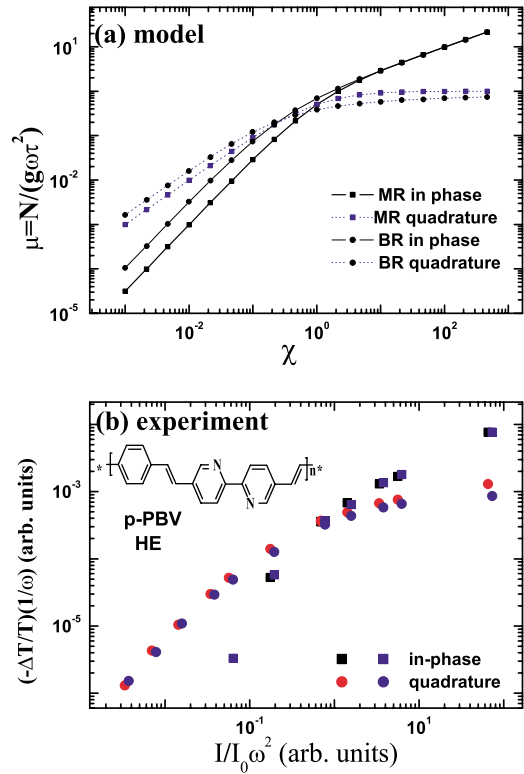 (a) model
μ=N/(gωτ²)
10¹
10⁻²
10⁻⁵
MR in phase
MR quadrature
BR in phase
BR quadrature
10⁻² 10⁰ 10²
χ
(b) experiment
(-ΔT/T)(1/ω) (arb. units)
10⁻³
10⁻⁵
* [ N N ]n*
p-PBV
HE
in-phase
quadrature
10⁻¹ 10¹
I/I₀ω² (arb. units)